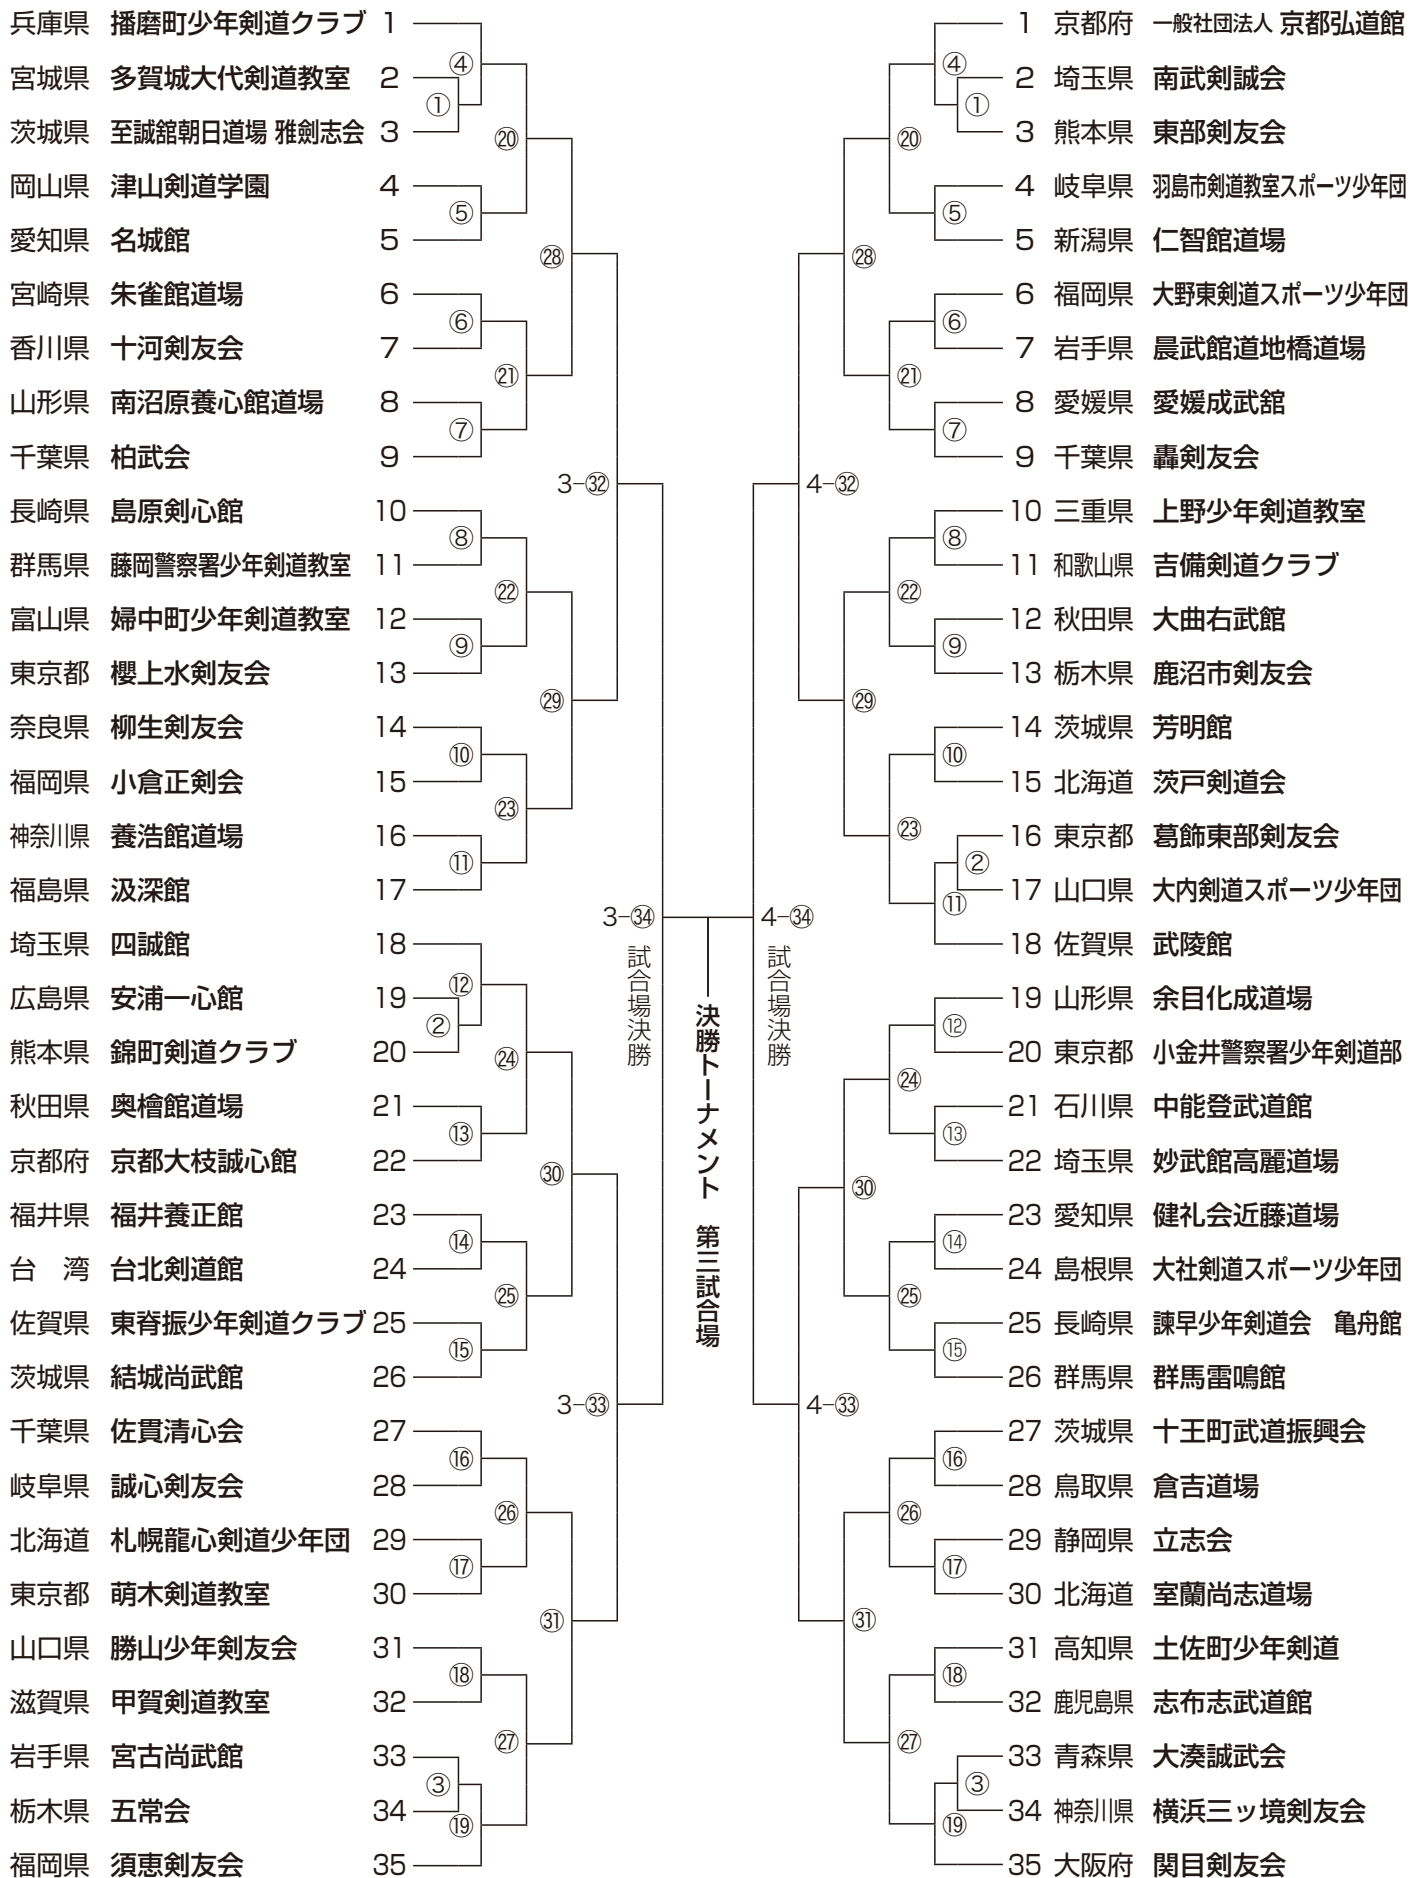 兵庫県 播磨町少年剣道クラブ 1
宮城県 多賀城大代剣道教室 2
茨城県 至誠舘朝日道場 雅劍志会 3
岡山県 津山剣道学園 4
愛知県 名城館 5
宮崎県 朱雀館道場 6
香川県 十河剣友会 7
山形県 南沼原養心館道場 8
千葉県 柏武会 9
長崎県 島原剣心館 10
群馬県 藤岡警察署少年剣道教室 11
富山県 婦中町少年剣道教室 12
東京都 櫻上水剣友会 13
奈良県 柳生剣友会 14
福岡県 小倉正剣会 15
神奈川県 養浩館道場 16
福島県 汲深館 17
埼玉県 四誠館 18
広島県 安浦一心館 19
熊本県 錦町剣道クラブ 20
秋田県 奥檜館道場 21
京都府 京都大枝誠心館 22
福井県 福井養正館 23
台　湾 台北剣道館 24
佐賀県 東脊振少年剣道クラブ 25
茨城県 結城尚武館 26
千葉県 佐貫清心会 27
岐阜県 誠心剣友会 28
北海道 札幌龍心剣道少年団 29
東京都 萌木剣道教室 30
山口県 勝山少年剣友会 31
滋賀県 甲賀剣道教室 32
岩手県 宮古尚武館 33
栃木県 五常会 34
福岡県 須恵剣友会 35
①
②
③
④
⑤
⑥
⑦
⑧
⑨
⑩
⑪
⑫
⑬
⑭
⑮
⑯
⑰
⑱
⑲
⑳
㉑
㉒
㉓
㉔
㉕
㉖
㉗
㉘
㉙
㉚
㉛
3-㉜
3-㉝
3-㉞
試合場決勝
決勝トーナメント　第三試合場
4-㉞
試合場決勝
4-㉜
4-㉝
㉘
㉙
㉚
㉛
⑳
㉑
㉒
㉓
㉔
㉕
㉖
㉗
④
⑤
⑥
⑦
⑧
⑨
⑩
⑪
⑫
⑬
⑭
⑮
⑯
⑰
⑱
⑲
①
②
③
1 京都府 一般社団法人 京都弘道館
2 埼玉県 南武剣誠会
3 熊本県 東部剣友会
4 岐阜県 羽島市剣道教室スポーツ少年団
5 新潟県 仁智館道場
6 福岡県 大野東剣道スポーツ少年団
7 岩手県 晨武館道地橋道場
8 愛媛県 愛媛成武舘
9 千葉県 轟剣友会
10 三重県 上野少年剣道教室
11 和歌山県 吉備剣道クラブ
12 秋田県 大曲右武館
13 栃木県 鹿沼市剣友会
14 茨城県 芳明館
15 北海道 茨戸剣道会
16 東京都 葛飾東部剣友会
17 山口県 大内剣道スポーツ少年団
18 佐賀県 武陵館
19 山形県 余目化成道場
20 東京都 小金井警察署少年剣道部
21 石川県 中能登武道館
22 埼玉県 妙武館高麗道場
23 愛知県 健礼会近藤道場
24 島根県 大社剣道スポーツ少年団
25 長崎県 諫早少年剣道会　亀舟館
26 群馬県 群馬雷鳴館
27 茨城県 十王町武道振興会
28 鳥取県 倉吉道場
29 静岡県 立志会
30 北海道 室蘭尚志道場
31 高知県 土佐町少年剣道
32 鹿児島県 志布志武道館
33 青森県 大湊誠武会
34 神奈川県 横浜三ッ境剣友会
35 大阪府 関目剣友会